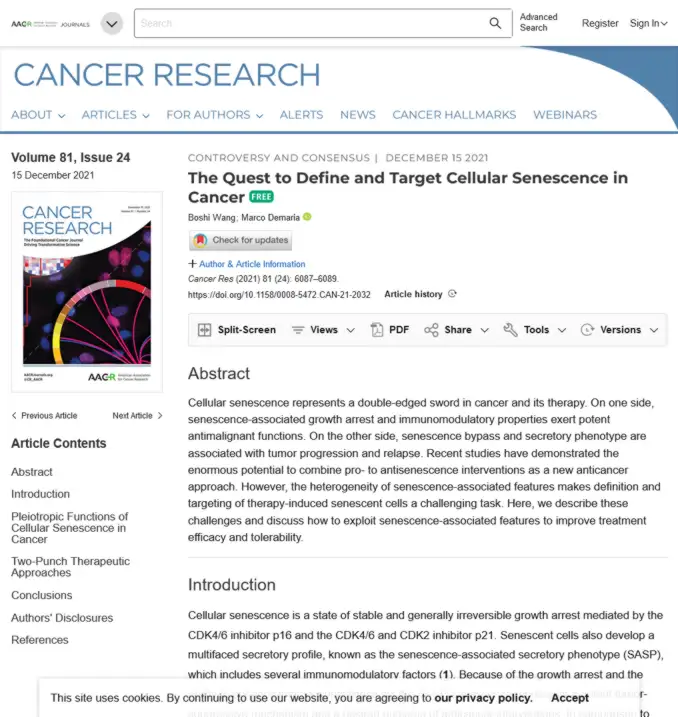 AACR
JOURNALS
Search
Advanced
Search
Register
Sign In
CANCER RESEARCH
ABOUT
ARTICLES
FOR AUTHORS
ALERTS
NEWS
CANCER HALLMARKS
WEBINARS
Volume 81, Issue 24
15 December 2021
CANCER
RESEARCH
The Foundational Cancer Journal
Driving Transformative Science
AACR
American Association
for Cancer Research
Previous Article
Next Article
Article Contents
Abstract
Introduction
Pleiotropic Functions of
Cellular Senescence in
Cancer
Two-Punch Therapeutic
Approaches
Conclusions
Authors' Disclosures
References
CONTROVERSY AND CONSENSUS | DECEMBER 15 2021
The Quest to Define and Target Cellular Senescence in
Cancer FREE
Boshi Wang; Marco Demaria
Check for updates
+ Author & Article Information
Cancer Res (2021) 81 (24): 6087–6089.
https://doi.org/10.1158/0008-5472.CAN-21-2032 Article history
Split-Screen
Views
PDF
Share
Tools
Versions
Abstract
Cellular senescence represents a double-edged sword in cancer and its therapy. On one side,
senescence-associated growth arrest and immunomodulatory properties exert potent
antimalignant functions. On the other side, senescence bypass and secretory phenotype are
associated with tumor progression and relapse. Recent studies have demonstrated the
enormous potential to combine pro- to antisenescence interventions as a new anticancer
approach. However, the heterogeneity of senescence-associated features makes definition and
targeting of therapy-induced senescent cells a challenging task. Here, we describe these
challenges and discuss how to exploit senescence-associated features to improve treatment
efficacy and tolerability.
Introduction
Cellular senescence is a state of stable and generally irreversible growth arrest mediated by the
CDK4/6 inhibitor p16 and the CDK4/6 and CDK2 inhibitor p21. Senescent cells also develop a
multifaceted secretory profile, known as the senescence-associated secretory phenotype (SASP),
which includes several immunomodulatory factors (1). Because of the growth arrest and the
This site uses cookies. By continuing to use our website, you are agreeing to our privacy policy. Accept
to